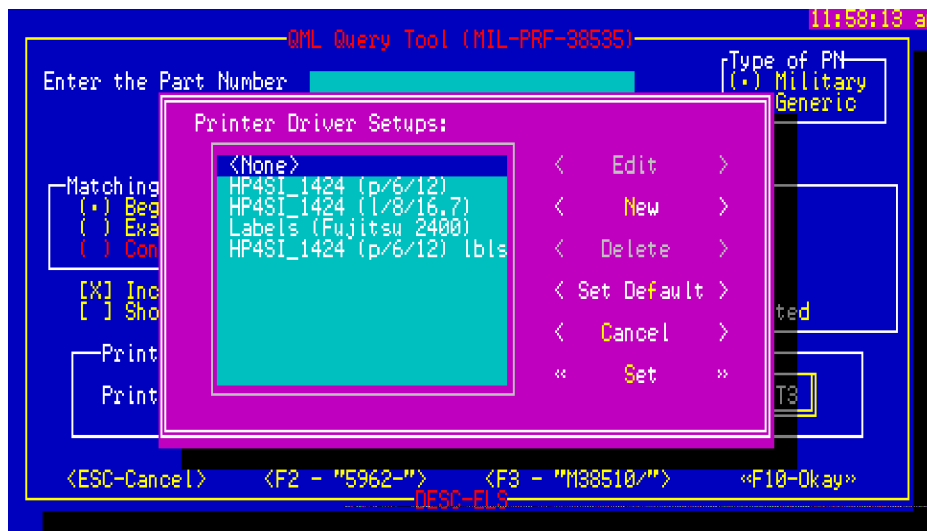 11:58:13 a
QML Query Tool (MIL-PRF-38535)
Type of PN
Enter the Part Number
(•) Military
Generic
Printer Driver Setups:
<None>
< Edit >
Matching
HP4SI_1424 (p/6/12)
(•) Beg
HP4SI_1424 (l/8/16.7)
< New >
( ) Exa
Labels (Fujitsu 2400)
( ) Con
HP4SI_1424 (p/6/12) lbls
< Delete >
[X] Inc
< Set Default >
[ ] Sho
ted
< Cancel >
Print
« Set »
Print
T3
<ESC-Cancel> <F2 - "5962-"> <F3 - "M38510/"> «F10-Okay»
DESC-ELS